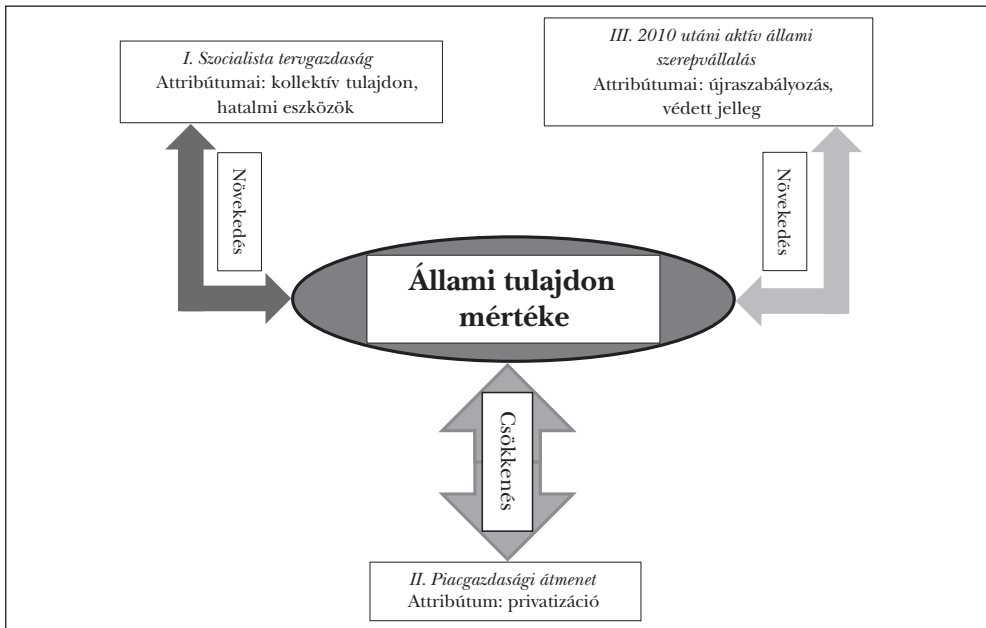 I. Szocialista tervgazdaság
Attribútumai: kollektív tulajdon,
hatalmi eszközök
III. 2010 utáni aktív állami
szerepvállalás
Attribútumai: újraszabályozás,
védett jelleg
Növekedés
Növekedés
Állami tulajdon
mértéke
Csökkenés
II. Piacgazdasági átmenet
Attribútum: privatizáció